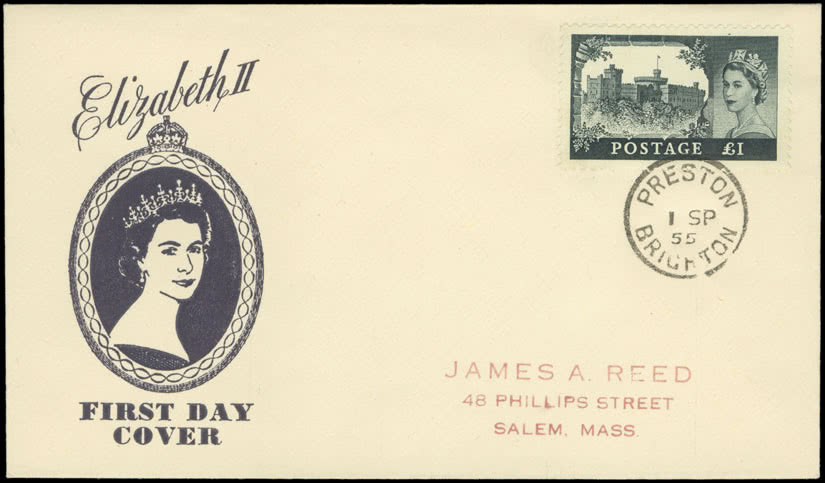 Elizabeth II
FIRST DAY
COVER
POSTAGE £1
PRESTON
1 SP
55
BRIGHTON
JAMES A. REED
48 PHILLIPS STREET
SALEM, MASS.